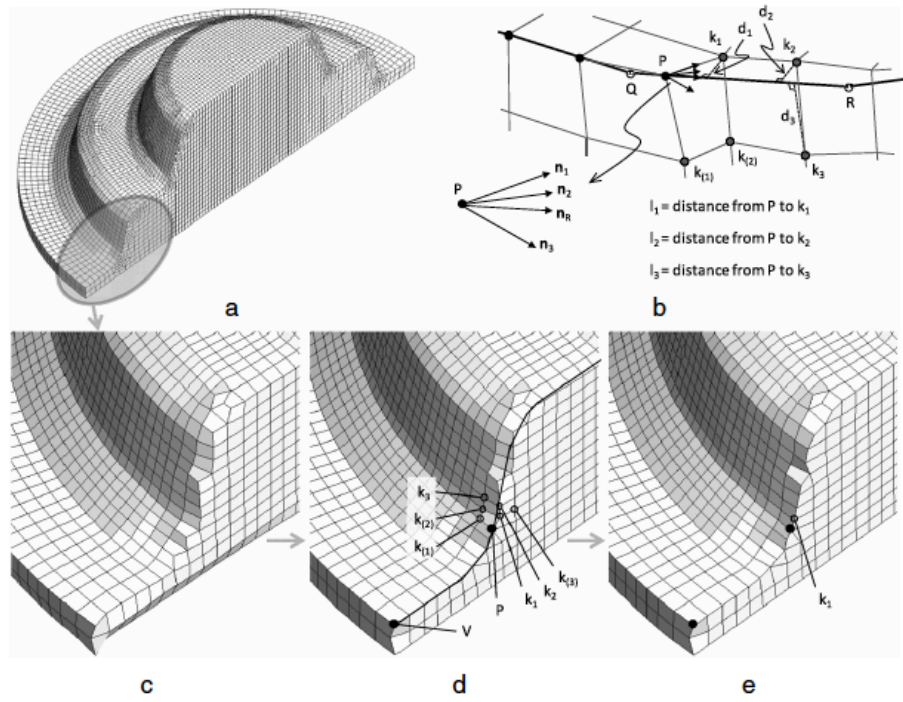 d₂
d₁
k₁
k₂
P
Q
R
d₃
k₍₁₎
k₍₂₎
k₃
n₁
n₂
P
n_R
n₃
l₁ = distance from P to k₁
l₂ = distance from P to k₂
l₃ = distance from P to k₃
a
b
k₃
k₍₂₎
k₍₁₎
k₍₃₎
k₂
k₁
P
V
k₁
c
d
e